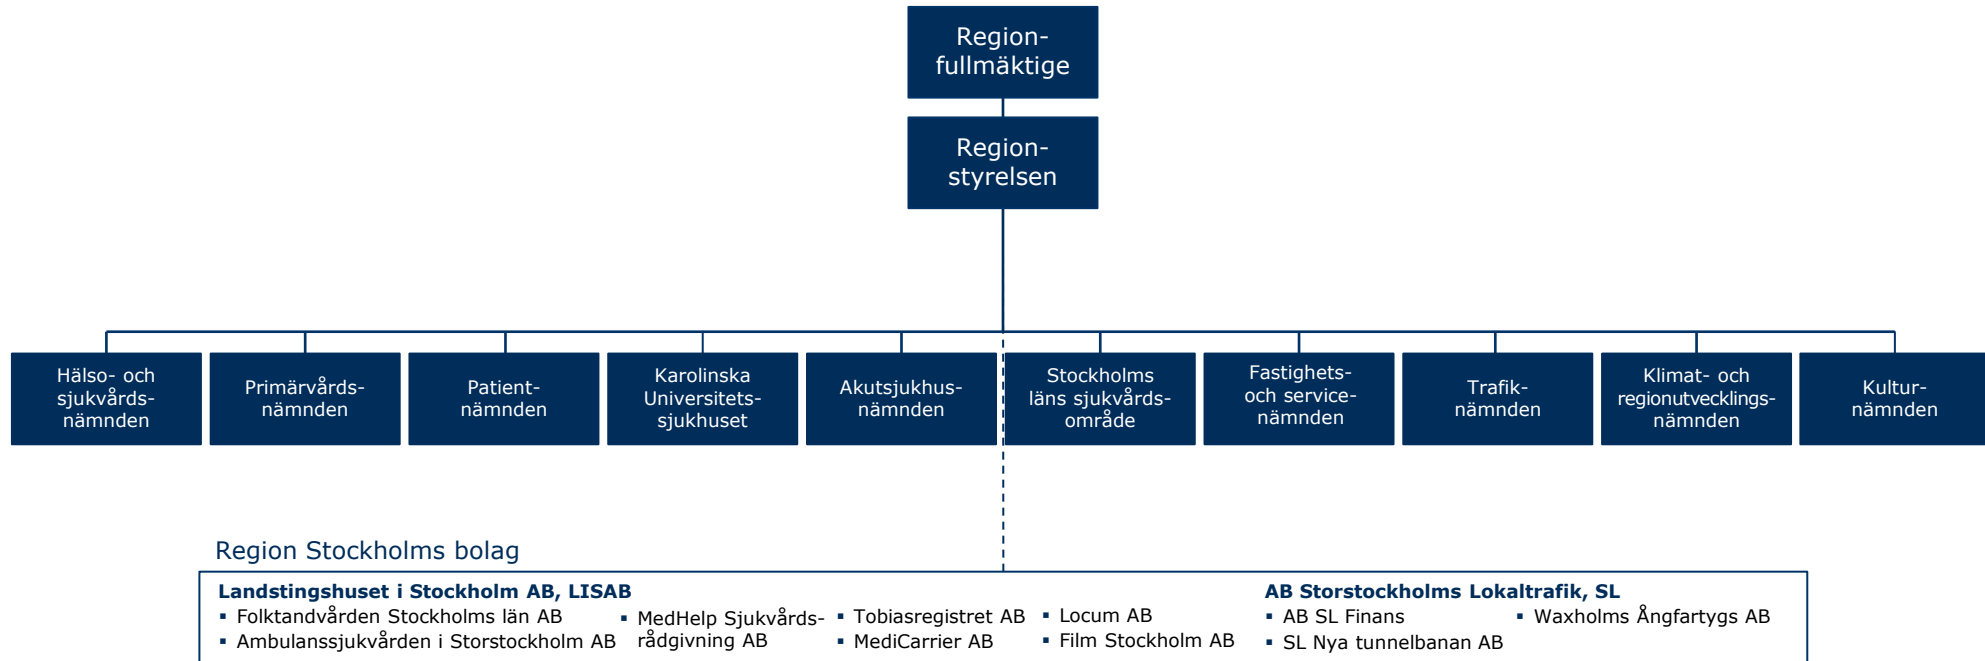 Region-
fullmäktige
Region-
styrelsen
Hälso- och
sjukvårds-
nämnden
Primärvårds-
nämnden
Patient-
nämnden
Karolinska
Universitets-
sjukhuset
Akutsjukhus-
nämnden
Stockholms
läns sjukvårds-
område
Fastighets-
och service-
nämnden
Trafik-
nämnden
Klimat- och
regionutvecklings-
nämnden
Kultur-
nämnden
Region Stockholms bolag
Landstingshuset i Stockholm AB, LISAB
▪ Folktandvården Stockholms län AB
▪ Ambulanssjukvården i Storstockholm AB
▪ MedHelp Sjukvårds-
rådgivning AB
▪ Tobiasregistret AB
▪ MediCarrier AB
▪ Locum AB
▪ Film Stockholm AB
AB Storstockholms Lokaltrafik, SL
▪ AB SL Finans
▪ SL Nya tunnelbanan AB
▪ Waxholms Ångfartygs AB